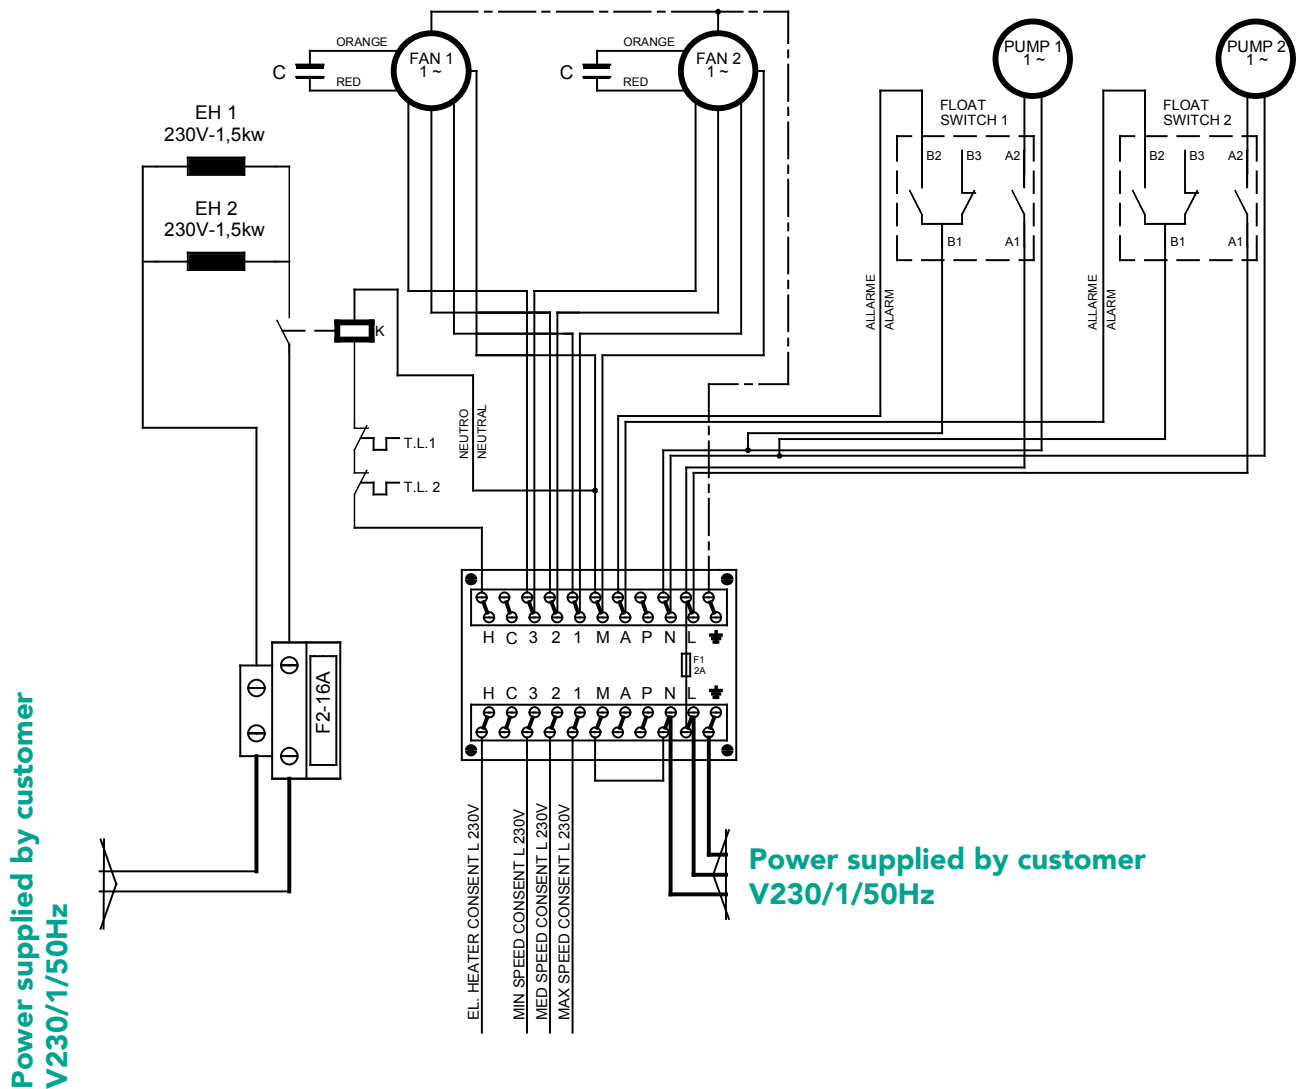 ORANGE
RED
C
FAN 1
1 ~
ORANGE
RED
C
FAN 2
1 ~
PUMP 1
1 ~
PUMP 2
1 ~
EH 1
230V-1,5kw
EH 2
230V-1,5kw
FLOAT
SWITCH 1
B2
B3
A2
B1
A1
FLOAT
SWITCH 2
B2
B3
A2
B1
A1
ALLARME
ALARM
ALLARME
ALARM
K
NEUTRO
NEUTRAL
T.L.1
T.L. 2
H C 3 2 1 M A P N L
F1
2A
H C 3 2 1 M A P N L
F2-16A
EL. HEATER CONSENT L 230V
MIN SPEED CONSENT L 230V
MED SPEED CONSENT L 230V
MAX SPEED CONSENT L 230V
Power supplied by customer
V230/1/50Hz
Power supplied by customer
V230/1/50Hz